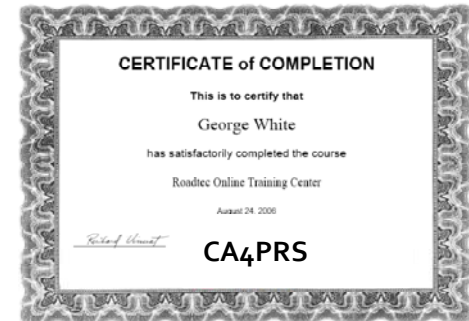 CERTIFICATE of COMPLETION
This is to certify that
George White
has satisfactorily completed the course
Roadtec Online Training Center
August 24, 2006
CA4PRS